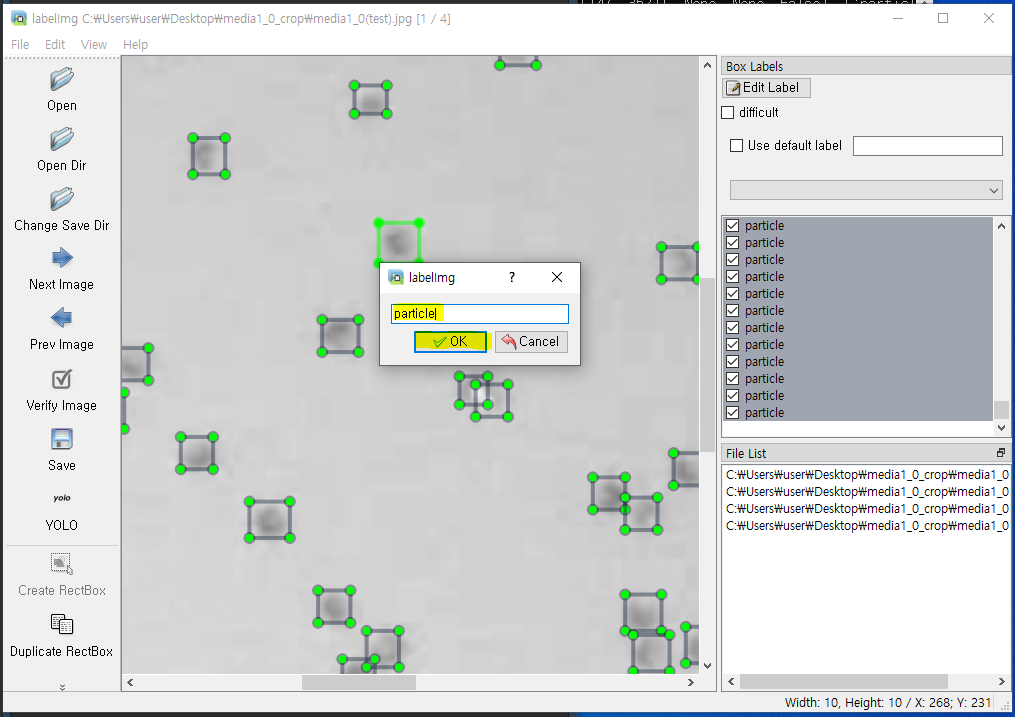 labelImg C:\Users\user\Desktop\media1_0_crop\media1_0(test).jpg [1 / 4]
File Edit View Help
Open
Open Dir
Change Save Dir
Next Image
Prev Image
Verify Image
Save
yolo
YOLO
Create RectBox
Duplicate RectBox
labelImg
?
particle
OK
Cancel
Box Labels
Edit Label
difficult
Use default label
particle
particle
particle
particle
particle
particle
particle
particle
particle
particle
particle
particle
File List
C:₩Users₩user₩Desktop₩media1_0_crop₩media1_0
C:₩Users₩user₩Desktop₩media1_0_crop₩media1_0
C:₩Users₩user₩Desktop₩media1_0_crop₩media1_0
C:₩Users₩user₩Desktop₩media1_0_crop₩media1_0
Width: 10, Height: 10 / X: 268; Y: 231